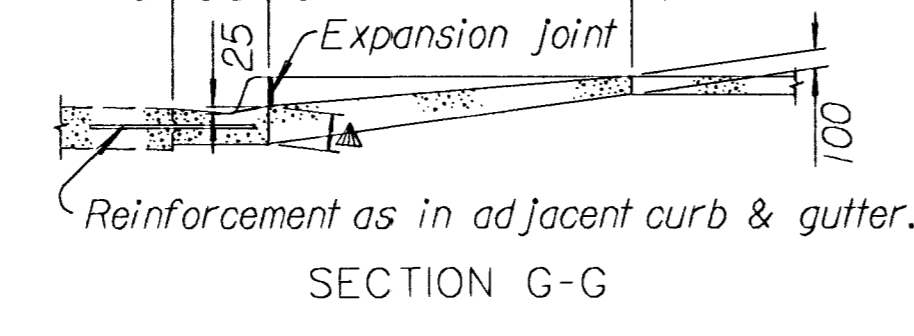 25
Expansion joint
100
Reinforcement as in adjacent curb & gutter.
SECTION G-G